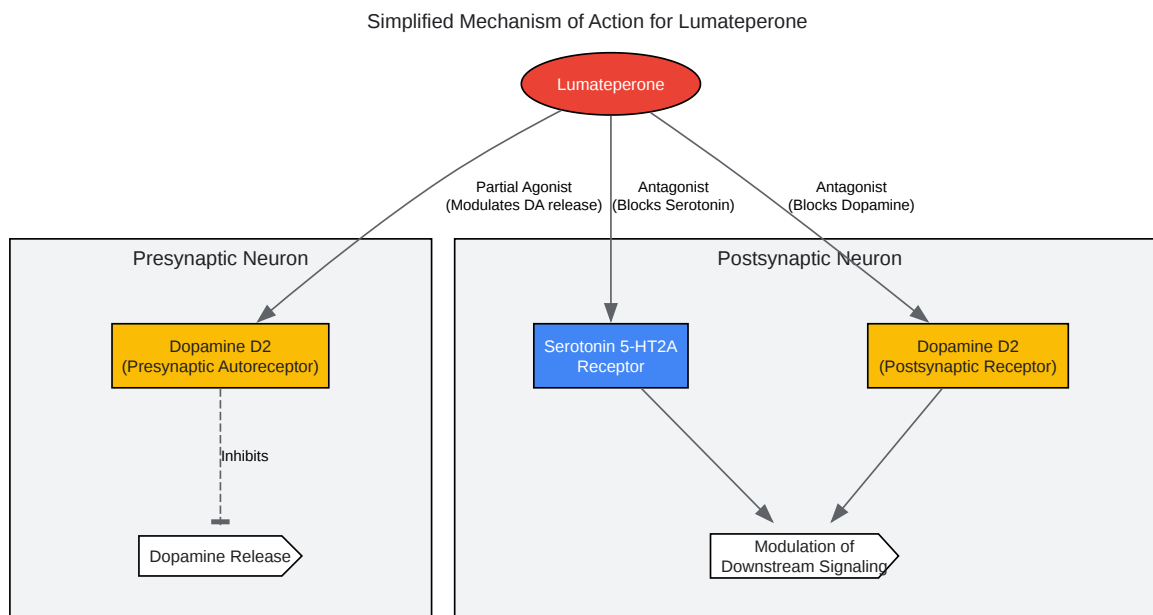 Simplified Mechanism of Action for Lumateperone
Lumateperone
Partial Agonist
(Modulates DA release)
Antagonist
(Blocks Serotonin)
Antagonist
(Blocks Dopamine)
Presynaptic Neuron
Postsynaptic Neuron
Dopamine D2
(Presynaptic Autoreceptor)
Serotonin 5-HT2A
Receptor
Dopamine D2
(Postsynaptic Receptor)
Inhibits
Dopamine Release
Modulation of
Downstream Signaling